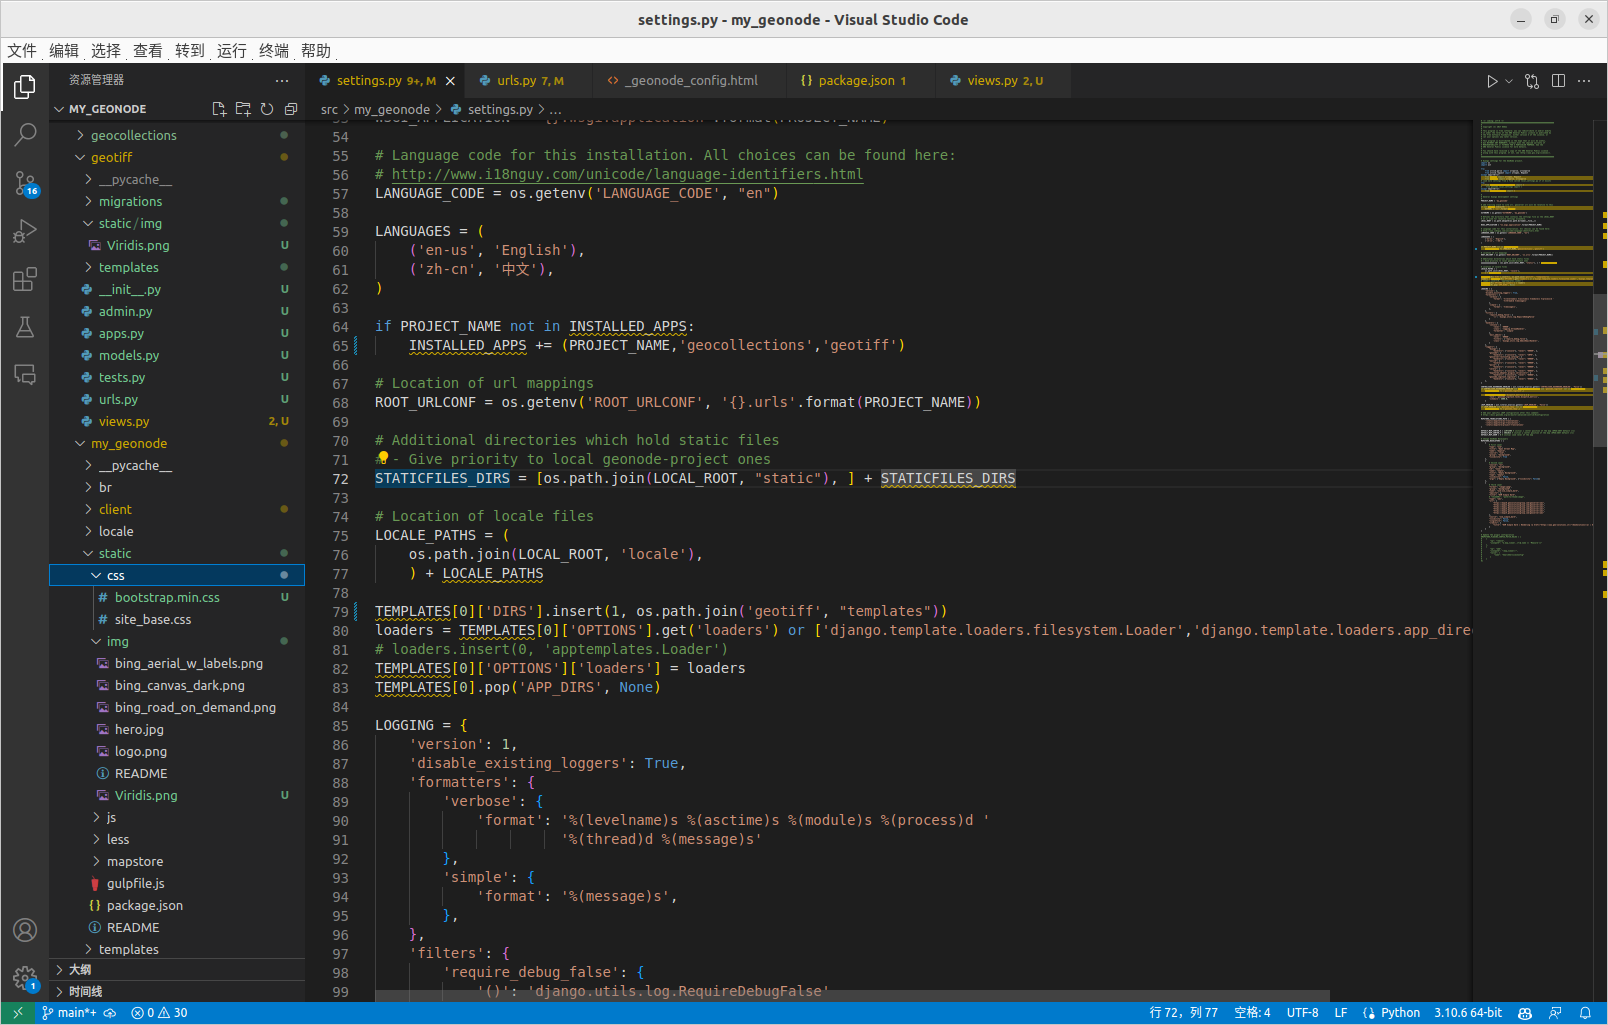 settings.py - my_geonode - Visual Studio Code
文件 编辑 选择 查看 转到 运行 终端 帮助
资源管理器
MY_GEONODE
geocollections
geotiff
__pycache__
migrations
static/img
Viridis.png U
templates
__init__.py U
admin.py U
apps.py U
models.py U
tests.py U
urls.py U
views.py 2, U
my_geonode
__pycache__
br
client
locale
static
css
bootstrap.min.css U
site_base.css
img
bing_aerial_w_labels.png
bing_canvas_dark.png
bing_road_on_demand.png
hero.jpg
logo.png
README
Viridis.png U
js
less
mapstore
gulpfile.js
package.json
README
templates
大纲
时间线
16
1
settings.py 9+, M
urls.py 7, M
_geonode_config.html
package.json 1
views.py 2, U
src > my_geonode > settings.py > ...
54
55 # Language code for this installation. All choices can be found here:
56 # http://www.i18nguy.com/unicode/language-identifiers.html
57 LANGUAGE_CODE = os.getenv('LANGUAGE_CODE', "en")
58
59 LANGUAGES = (
60 ('en-us', 'English'),
61 ('zh-cn', '中文'),
62 )
63
64 if PROJECT_NAME not in INSTALLED_APPS:
65 INSTALLED_APPS += (PROJECT_NAME,'geocollections','geotiff')
66
67 # Location of url mappings
68 ROOT_URLCONF = os.getenv('ROOT_URLCONF', '{}.urls'.format(PROJECT_NAME))
69
70 # Additional directories which hold static files
71 # - Give priority to local geonode-project ones
72 STATICFILES_DIRS = [os.path.join(LOCAL_ROOT, "static"), ] + STATICFILES_DIRS
73
74 # Location of locale files
75 LOCALE_PATHS = (
76 os.path.join(LOCAL_ROOT, 'locale'),
77 ) + LOCALE_PATHS
78
79 TEMPLATES[0]['DIRS'].insert(1, os.path.join('geotiff', "templates"))
80 loaders = TEMPLATES[0]['OPTIONS'].get('loaders') or ['django.template.loaders.filesystem.Loader','django.template.loaders.app_dire
81 # loaders.insert(0, 'apptemplates.Loader')
82 TEMPLATES[0]['OPTIONS']['loaders'] = loaders
83 TEMPLATES[0].pop('APP_DIRS', None)
84
85 LOGGING = {
86 'version': 1,
87 'disable_existing_loggers': True,
88 'formatters': {
89 'verbose': {
90 'format': '%(levelname)s %(asctime)s %(module)s %(process)d '
91 '%(thread)d %(message)s'
92 },
93 'simple': {
94 'format': '%(message)s',
95 },
96 },
97 'filters': {
98 'require_debug_false': {
99 '()': 'django.utils.log.RequireDebugFalse'
main*+ 0 30 行 72，列 77 空格: 4 UTF-8 LF Python 3.10.6 64-bit